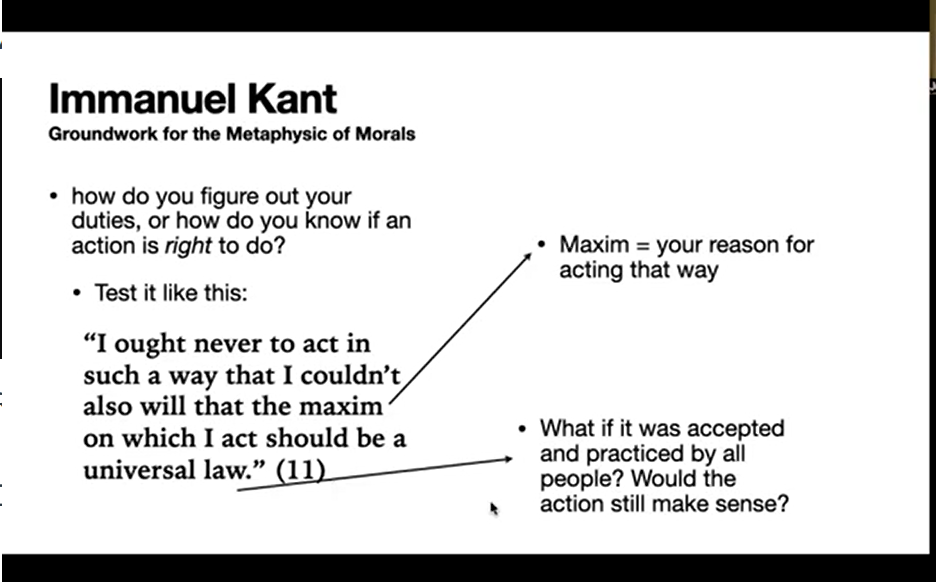 Immanuel Kant
Groundwork for the Metaphysic of Morals
• how do you figure out your
duties, or how do you know if an
action is right to do?
• Test it like this:
“I ought never to act in
such a way that I couldn’t
also will that the maxim
on which I act should be a
universal law.” (11)
• Maxim = your reason for
acting that way
• What if it was accepted
and practiced by all
people? Would the
action still make sense?